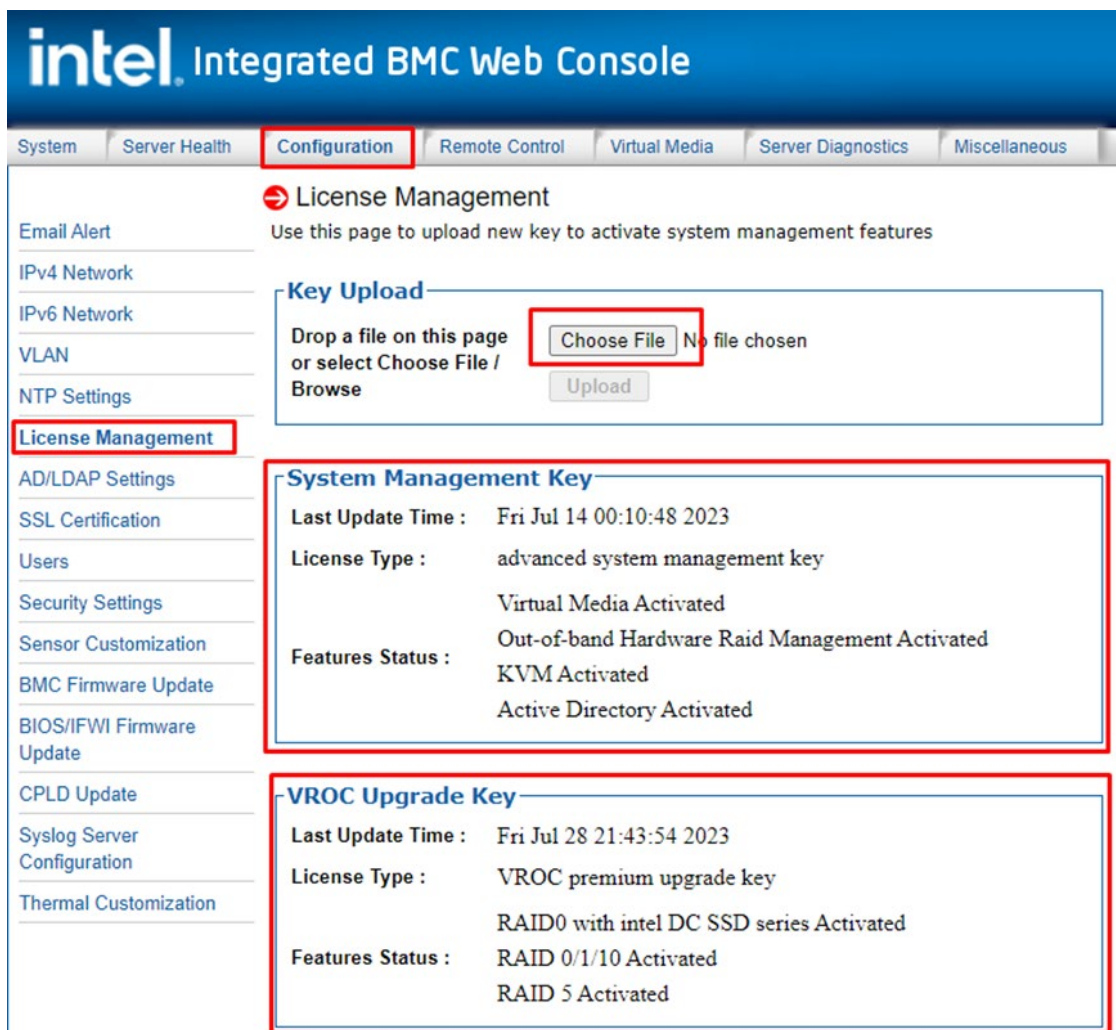 intel. Integrated BMC Web Console
System Server Health Configuration Remote Control Virtual Media Server Diagnostics Miscellaneous
Email Alert
IPv4 Network
IPv6 Network
VLAN
NTP Settings
License Management
AD/LDAP Settings
SSL Certification
Users
Security Settings
Sensor Customization
BMC Firmware Update
BIOS/IFWI Firmware
Update
CPLD Update
Syslog Server
Configuration
Thermal Customization
License Management
Use this page to upload new key to activate system management features
Key Upload
Drop a file on this page
or select Choose File /
Browse
Choose File No file chosen
Upload
System Management Key
Last Update Time : Fri Jul 14 00:10:48 2023
License Type : advanced system management key
Features Status :
Virtual Media Activated
Out-of-band Hardware Raid Management Activated
KVM Activated
Active Directory Activated
VROC Upgrade Key
Last Update Time : Fri Jul 28 21:43:54 2023
License Type : VROC premium upgrade key
Features Status :
RAID0 with intel DC SSD series Activated
RAID 0/1/10 Activated
RAID 5 Activated